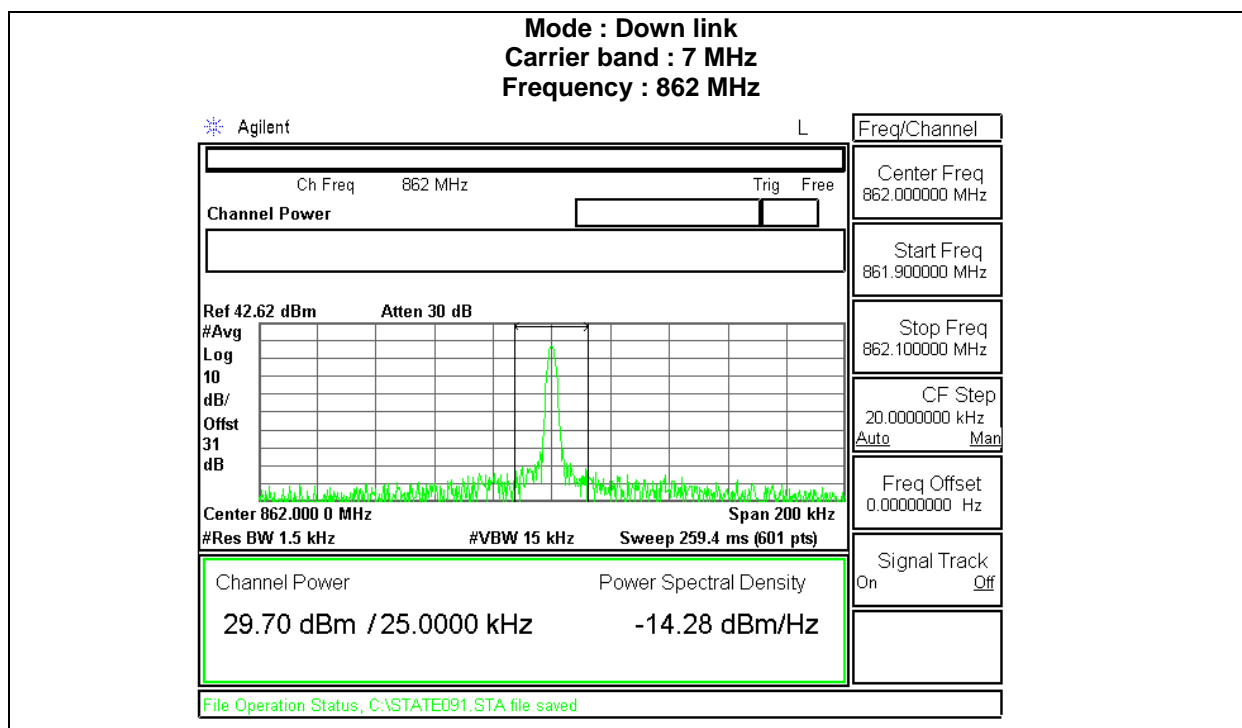 Mode : Down link
Carrier band : 7 MHz
Frequency : 862 MHz
Agilent L Freq/Channel
Ch Freq 862 MHz Trig Free
Channel Power
Center Freq
862.000000 MHz
Start Freq
861.900000 MHz
Ref 42.62 dBm Atten 30 dB
#Avg
Log
10
dB/
Offst
31
dB
Stop Freq
862.100000 MHz
CF Step
20.0000000 kHz
Auto Man
Freq Offset
0.00000000 Hz
Center 862.000 0 MHz Span 200 kHz
#Res BW 1.5 kHz #VBW 15 kHz Sweep 259.4 ms (601 pts)
Signal Track
On Off
Channel Power Power Spectral Density
29.70 dBm / 25.0000 kHz -14.28 dBm/Hz
File Operation Status, C:\STATE091.STA file saved